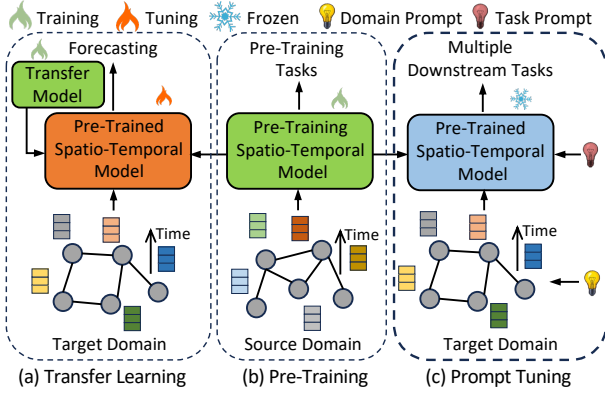 Training Tuning Frozen Domain Prompt Task Prompt
Forecasting
Transfer
Model
Pre-Trained
Spatio-Temporal
Model
Time
Target Domain
(a) Transfer Learning
Pre-Training
Tasks
Pre-Training
Spatio-Temporal
Model
Time
Source Domain
(b) Pre-Training
Multiple
Downstream Tasks
Pre-Trained
Spatio-Temporal
Model
Time
Target Domain
(c) Prompt Tuning